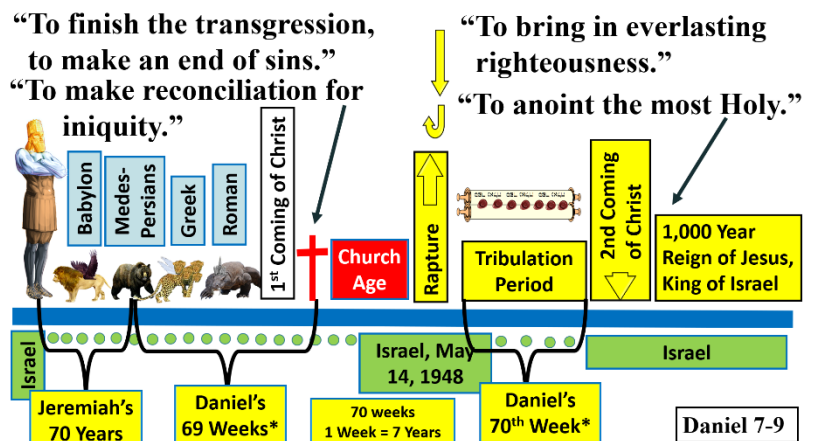 “To finish the transgression,
to make an end of sins.”
“To make reconciliation for
iniquity.”
“To bring in everlasting
righteousness.”
“To anoint the most Holy.”
Babylon
Medes-
Persians
Greek
Roman
1st Coming of Christ
Church
Age
Rapture
Tribulation
Period
2nd Coming
of Christ
1,000 Year
Reign of Jesus,
King of Israel
Israel
Israel, May
14, 1948
Israel
Jeremiah’s
70 Years
Daniel’s
69 Weeks*
70 weeks
1 Week = 7 Years
Daniel’s
70th Week*
Daniel 7-9